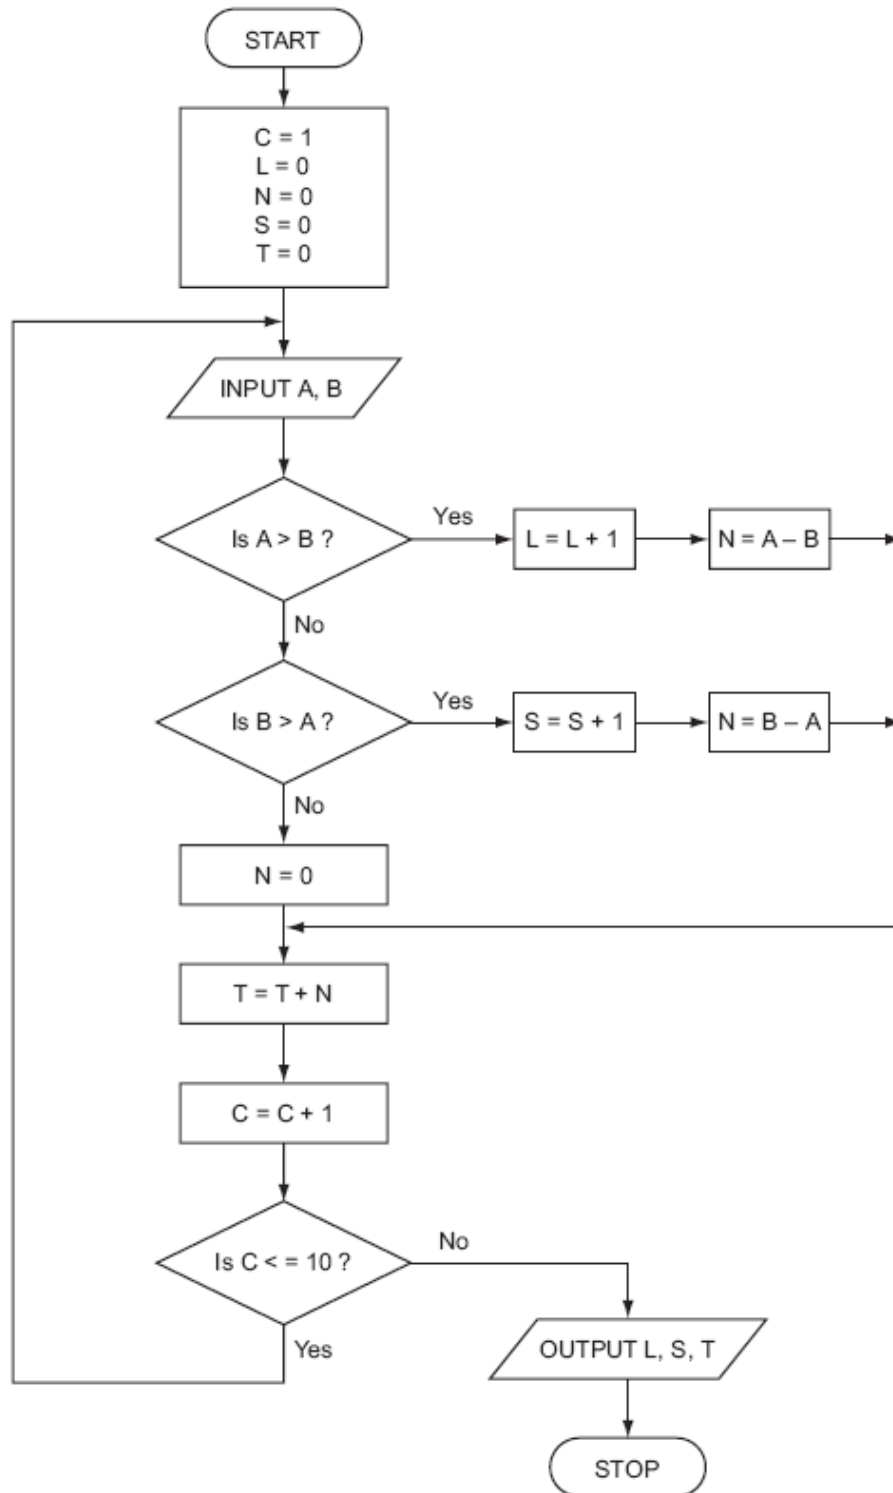 START
C = 1
L = 0
N = 0
S = 0
T = 0
INPUT A, B
Is A > B ?
Yes
L = L + 1
N = A – B
No
Is B > A ?
Yes
S = S + 1
N = B – A
No
N = 0
T = T + N
C = C + 1
Is C < = 10 ?
No
Yes
OUTPUT L, S, T
STOP